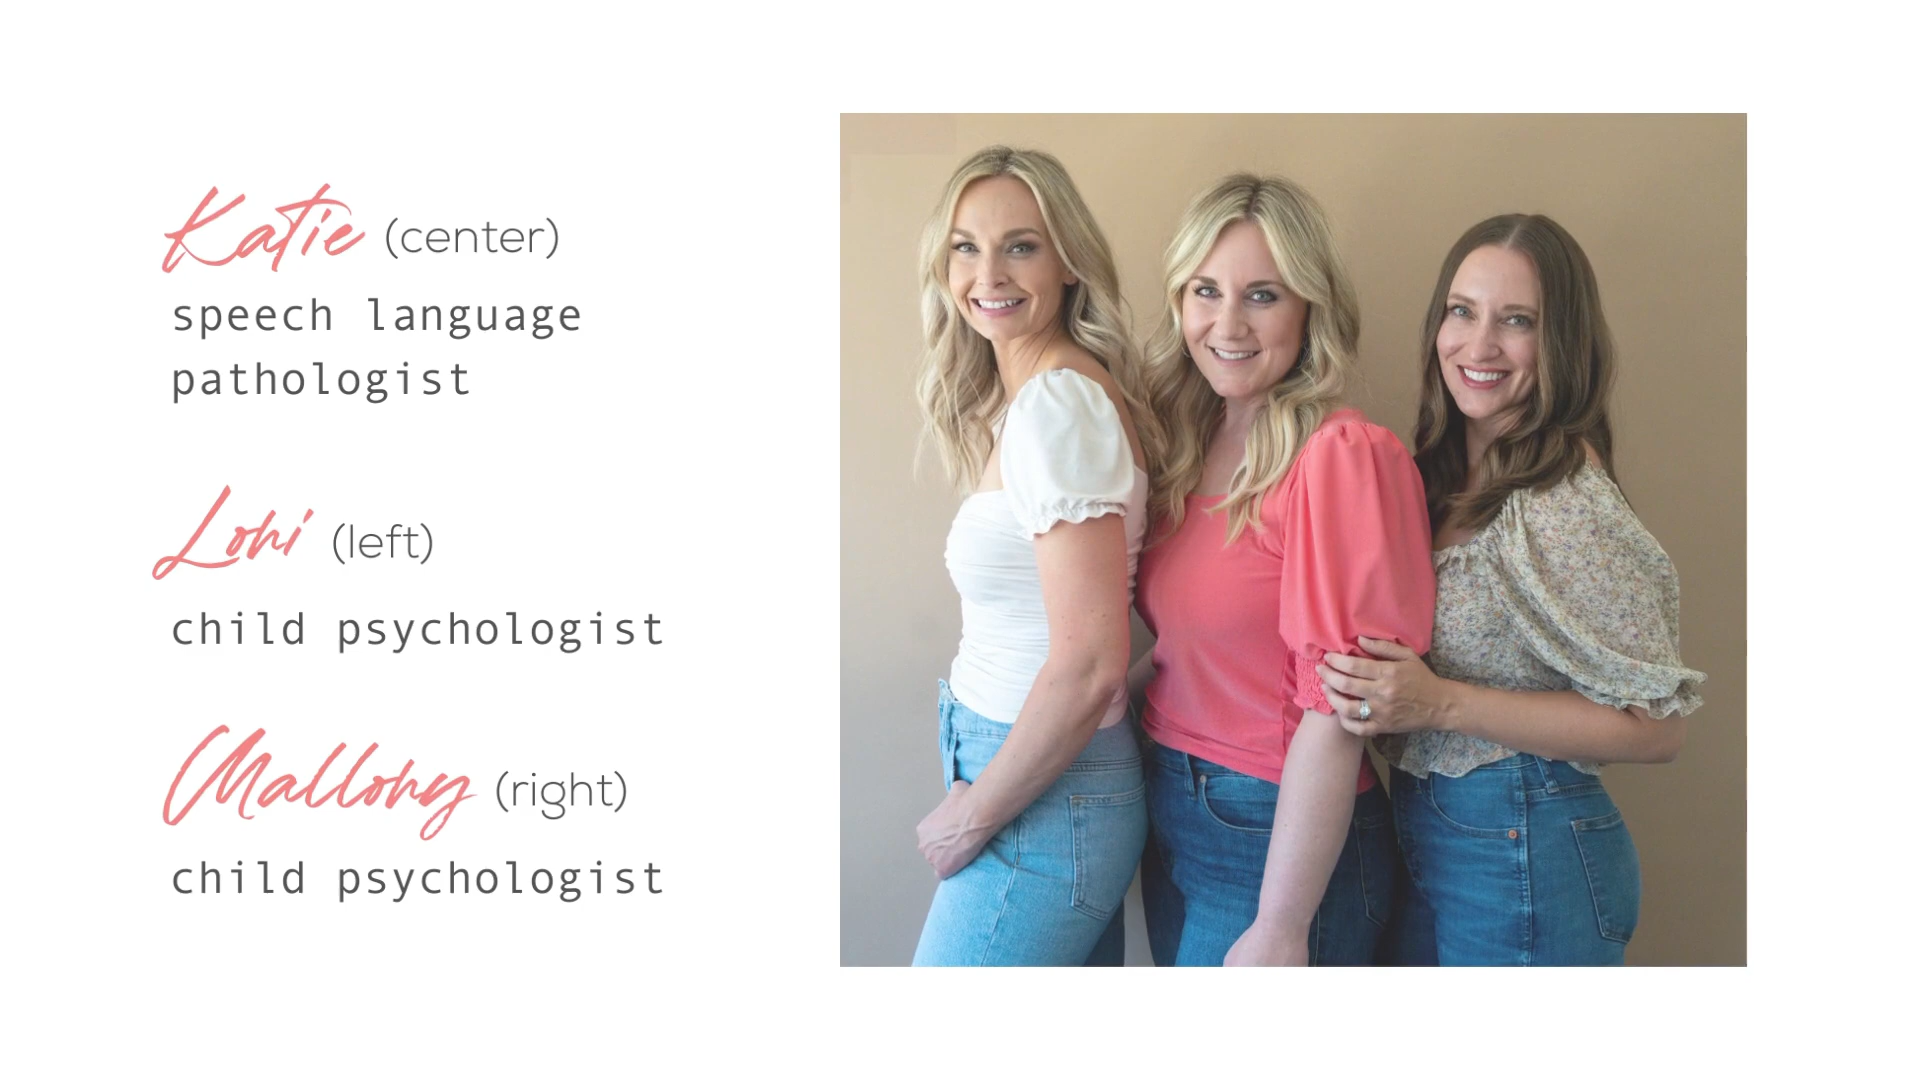 Katie (center)
speech language
pathologist
Lori (left)
child psychologist
Mallory (right)
child psychologist